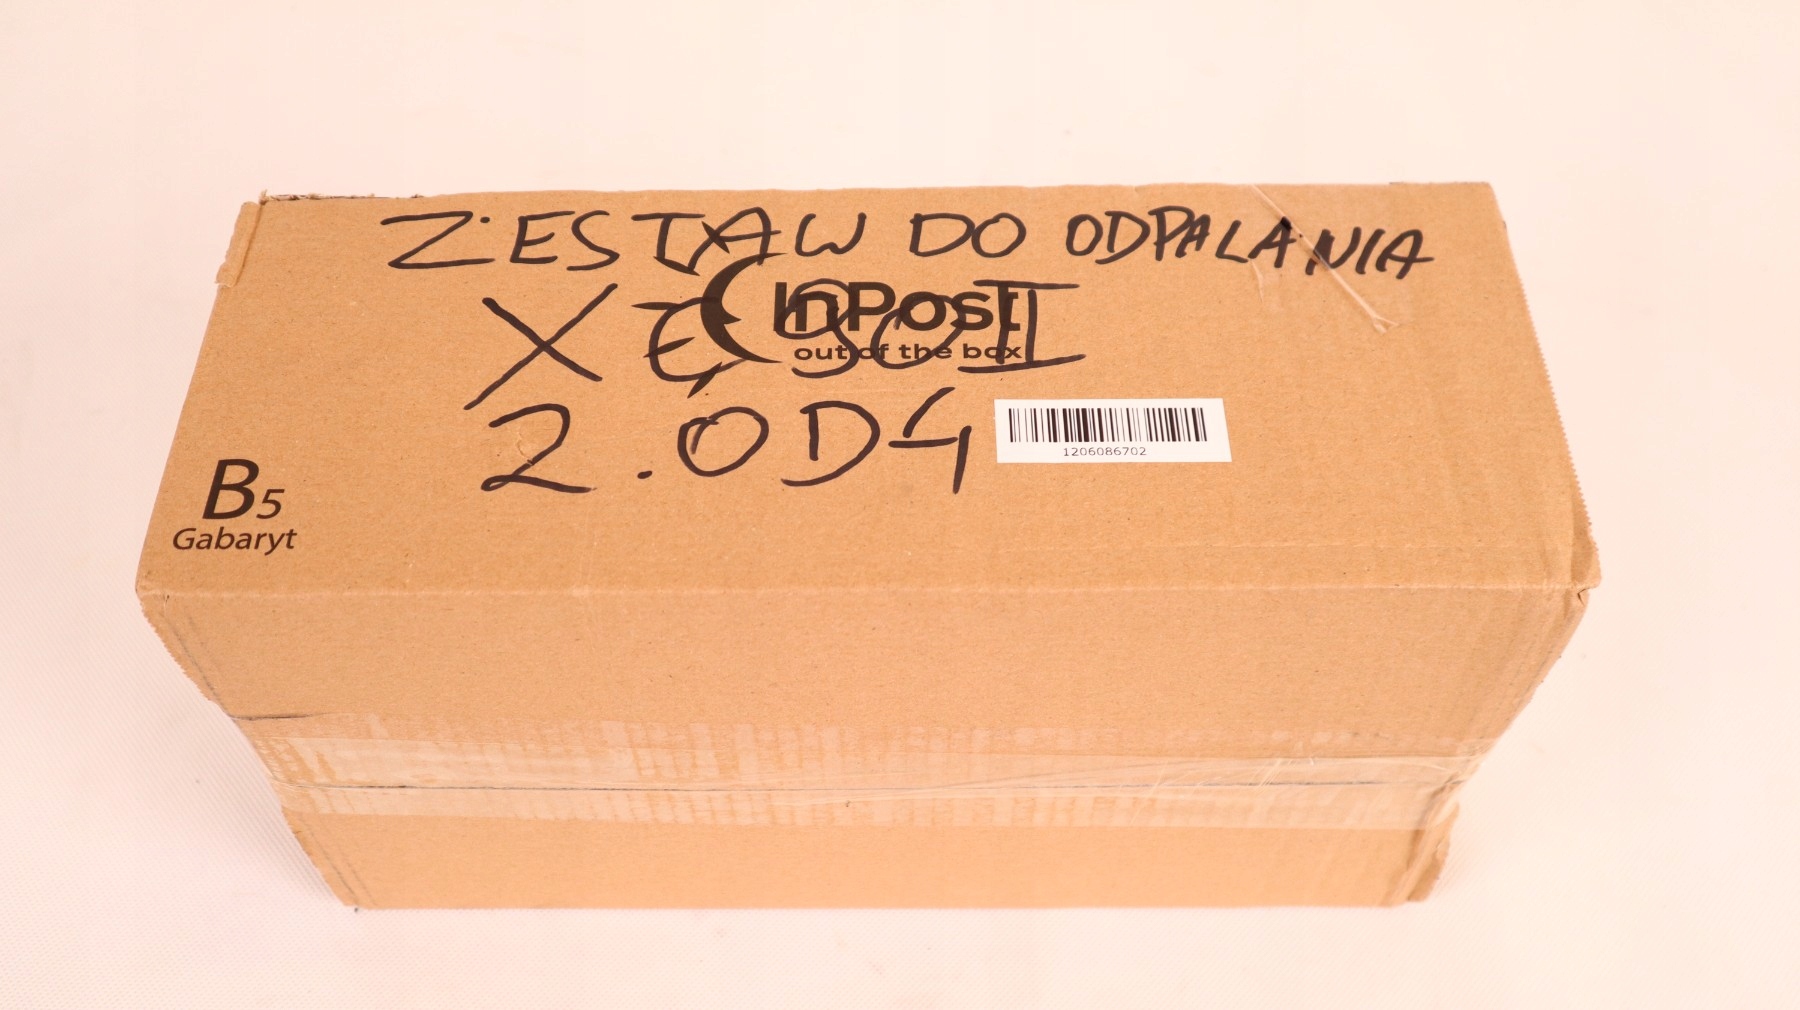 ZESTAW DO ODPALANIA
InPost
out of the box
2.0D4
1206086702
B5
Gabaryt